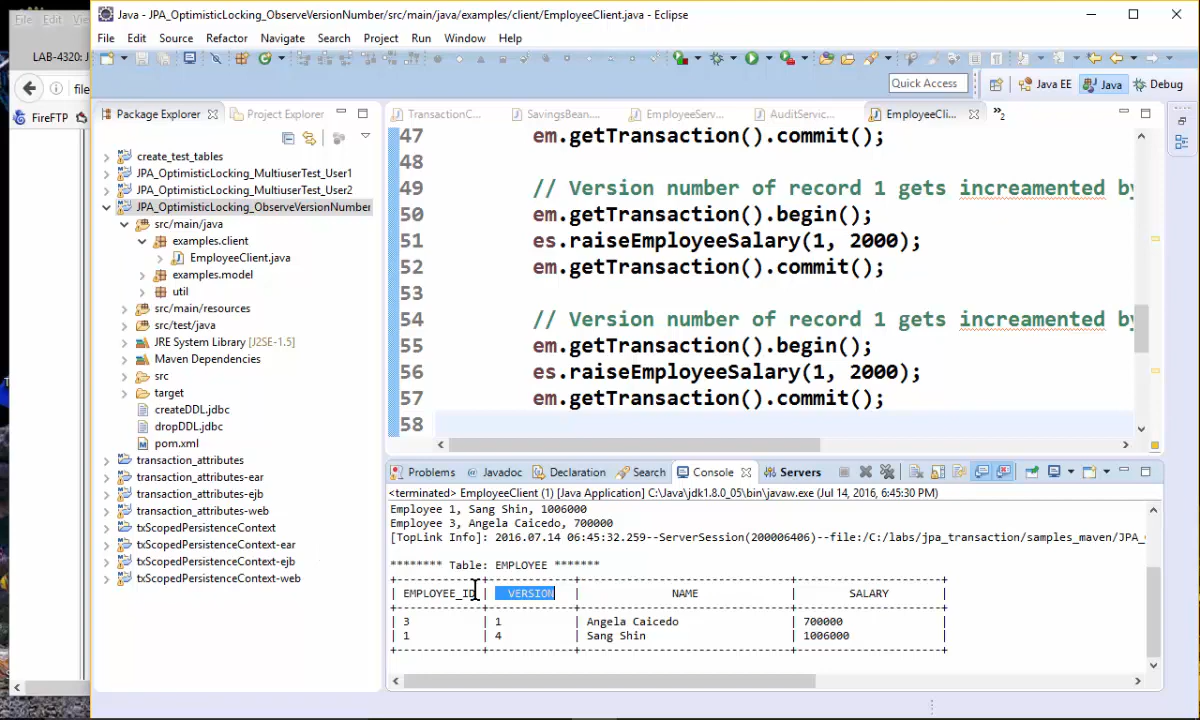 File Edit Vie
LAB-4320:
file
FireFTP
Java - JPA_OptimisticLocking_ObserveVersionNumber/src/main/java/examples/client/EmployeeClient.java - Eclipse
File Edit Source Refactor Navigate Search Project Run Window Help
Quick Access
Java EE
Java
Debug
Package Explorer
Project Explorer
create_test_tables
JPA_OptimisticLocking_MultiuserTest_User1
JPA_OptimisticLocking_MultiuserTest_User2
JPA_OptimisticLocking_ObserveVersionNumber
src/main/java
examples.client
EmployeeClient.java
examples.model
util
src/main/resources
src/test/java
JRE System Library [J2SE-1.5]
Maven Dependencies
src
target
createDDL.jdbc
dropDDL.jdbc
pom.xml
transaction_attributes
transaction_attributes-ear
transaction_attributes-ejb
transaction_attributes-web
txScopedPersistenceContext
txScopedPersistenceContext-ear
txScopedPersistenceContext-ejb
txScopedPersistenceContext-web
TransactionC...
SavingsBean....
EmployeeServ...
AuditServic...
EmployeeCli...
»2
47 em.getTransaction().commit();
48
49 // Version number of record 1 gets increamented by
50 em.getTransaction().begin();
51 es.raiseEmployeeSalary(1, 2000);
52 em.getTransaction().commit();
53
54 // Version number of record 1 gets increamented by
55 em.getTransaction().begin();
56 es.raiseEmployeeSalary(1, 2000);
57 em.getTransaction().commit();
58
Problems
Javadoc
Declaration
Search
Console
Servers
<terminated> EmployeeClient (1) [Java Application] C:\Java\jdk1.8.0_05\bin\javaw.exe (Jul 14, 2016, 6:45:30 PM)
Employee 1, Sang Shin, 1006000
Employee 3, Angela Caicedo, 700000
[TopLink Info]: 2016.07.14 06:45:32.259--ServerSession(200006406)--file:/C:/labs/jpa_transaction/samples_maven/JPA_
******** Table: EMPLOYEE *******
| EMPLOYEE_ID | VERSION | NAME | SALARY |
| 3 | 1 | Angela Caicedo | 700000 |
| 1 | 4 | Sang Shin | 1006000 |